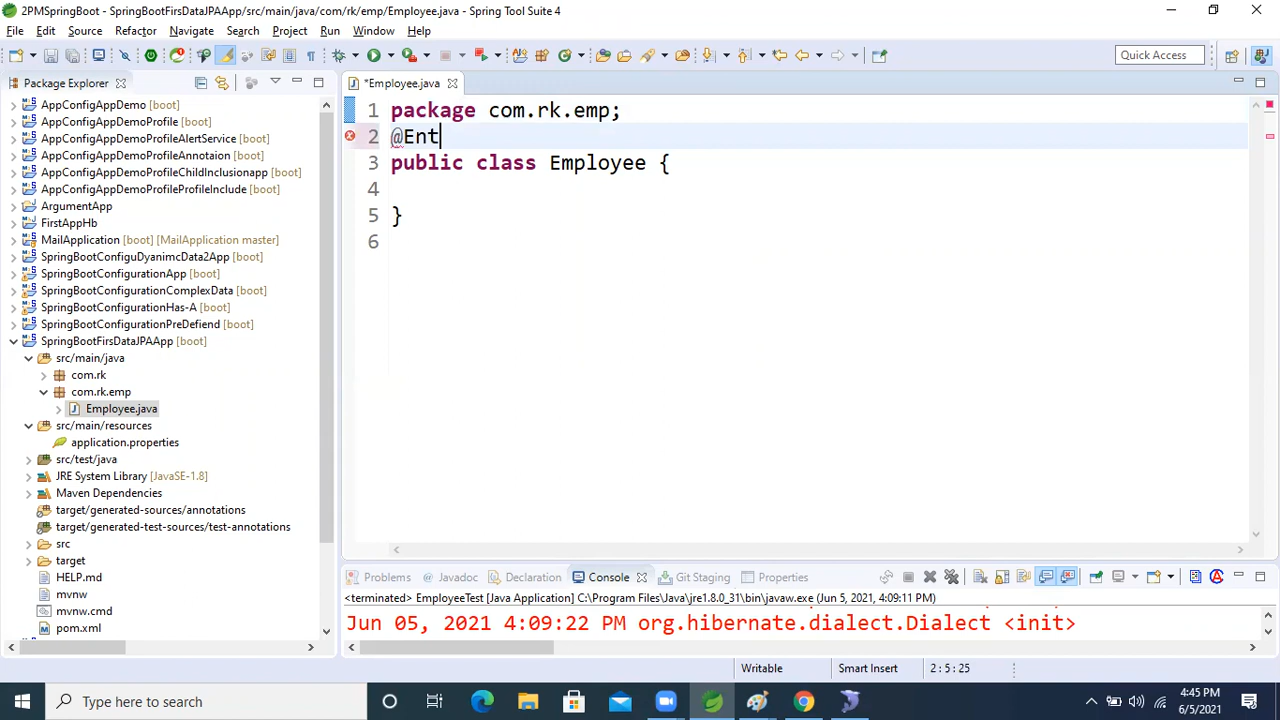 2PMSpringBoot - SpringBootFirsDataJPAApp/src/main/java/com/rk/emp/Employee.java - Spring Tool Suite 4
File Edit Source Refactor Navigate Search Project Run Window Help
Quick Access
Package Explorer
*Employee.java
AppConfigAppDemo [boot]
AppConfigAppDemoProfile [boot]
AppConfigAppDemoProfileAlertService [boot]
AppConfigAppDemoProfileAnnotaion [boot]
AppConfigAppDemoProfileChildInclusionapp [boot]
AppConfigAppDemoProfileProfileInclude [boot]
ArgumentApp
FirstAppHb
MailApplication [boot] [MailApplication master]
SpringBootConfiguDyanimcData2App [boot]
SpringBootConfigurationApp [boot]
SpringBootConfigurationComplexData [boot]
SpringBootConfigurationHas-A [boot]
SpringBootConfigurationPreDefiend [boot]
SpringBootFirsDataJPAApp [boot]
src/main/java
com.rk
com.rk.emp
Employee.java
src/main/resources
application.properties
src/test/java
JRE System Library [JavaSE-1.8]
Maven Dependencies
target/generated-sources/annotations
target/generated-test-sources/test-annotations
src
target
HELP.md
mvnw
mvnw.cmd
pom.xml
1 package com.rk.emp;
2 @Ent
3 public class Employee {
4
5 }
6
Problems Javadoc Declaration Console Git Staging Properties
<terminated> EmployeeTest [Java Application] C:\Program Files\Java\jre1.8.0_31\bin\javaw.exe (Jun 5, 2021, 4:09:11 PM)
Jun 05, 2021 4:09:22 PM org.hibernate.dialect.Dialect <init>
Writable Smart Insert 2 : 5 : 25
Type here to search
4:45 PM
6/5/2021